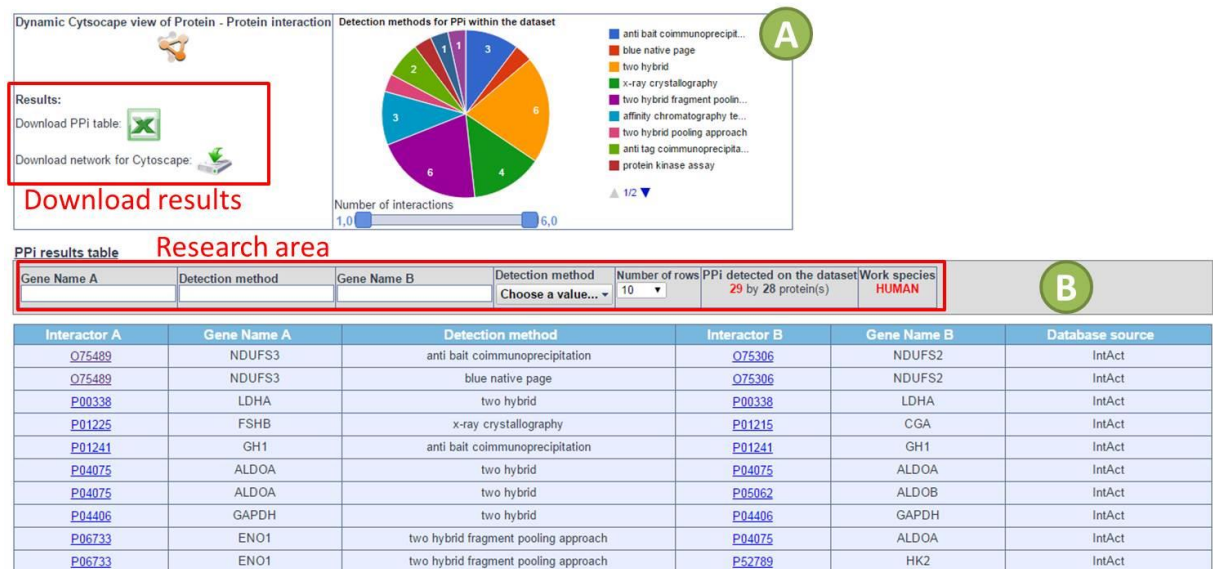 Dynamic Cytsocape view of Protein - Protein interaction
Results:
Download PPi table:
Download network for Cytoscape:
Download results
Detection methods for PPi within the dataset
3
6
4
6
3
2
1
1
anti bait coimmunoprecipit...
blue native page
two hybrid
x-ray crystallography
two hybrid fragment poolin...
affinity chromatography te...
two hybrid pooling approach
anti tag coimmunoprecipita...
protein kinase assay
1/2
Number of interactions
1,0 6,0
A
PPi results table
Research area
Gene Name A Detection method Gene Name B Detection method Number of rows PPi detected on the dataset Work species
Choose a value... 10 29 by 28 protein(s) HUMAN
B
Interactor A Gene Name A Detection method Interactor B Gene Name B Database source
O75489 NDUFS3 anti bait coimmunoprecipitation O75306 NDUFS2 IntAct
O75489 NDUFS3 blue native page O75306 NDUFS2 IntAct
P00338 LDHA two hybrid P00338 LDHA IntAct
P01225 FSHB x-ray crystallography P01215 CGA IntAct
P01241 GH1 anti bait coimmunoprecipitation P01241 GH1 IntAct
P04075 ALDOA two hybrid P04075 ALDOA IntAct
P04075 ALDOA two hybrid P05062 ALDOB IntAct
P04406 GAPDH two hybrid P04406 GAPDH IntAct
P06733 ENO1 two hybrid fragment pooling approach P04075 ALDOA IntAct
P06733 ENO1 two hybrid fragment pooling approach P52789 HK2 IntAct